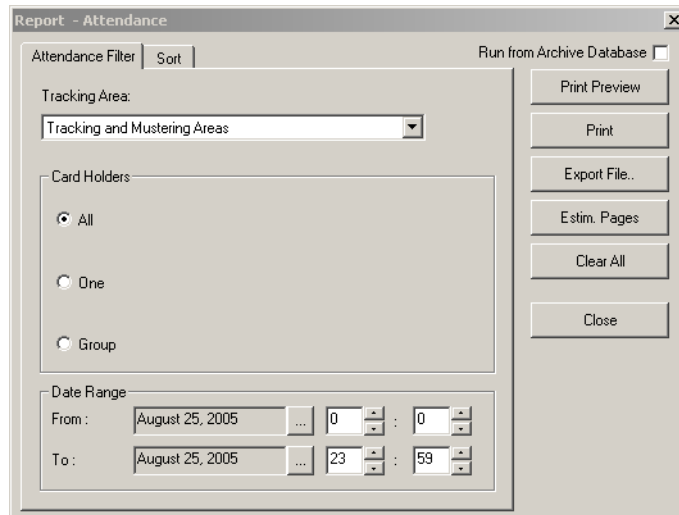 Report - Attendance
Run from Archive Database
Attendance Filter
Sort
Tracking Area:
Tracking and Mustering Areas
Card Holders
All
One
Group
Date Range
From : August 25, 2005 ... 0 : 0
To : August 25, 2005 ... 23 : 59
Print Preview
Print
Export File..
Estim. Pages
Clear All
Close